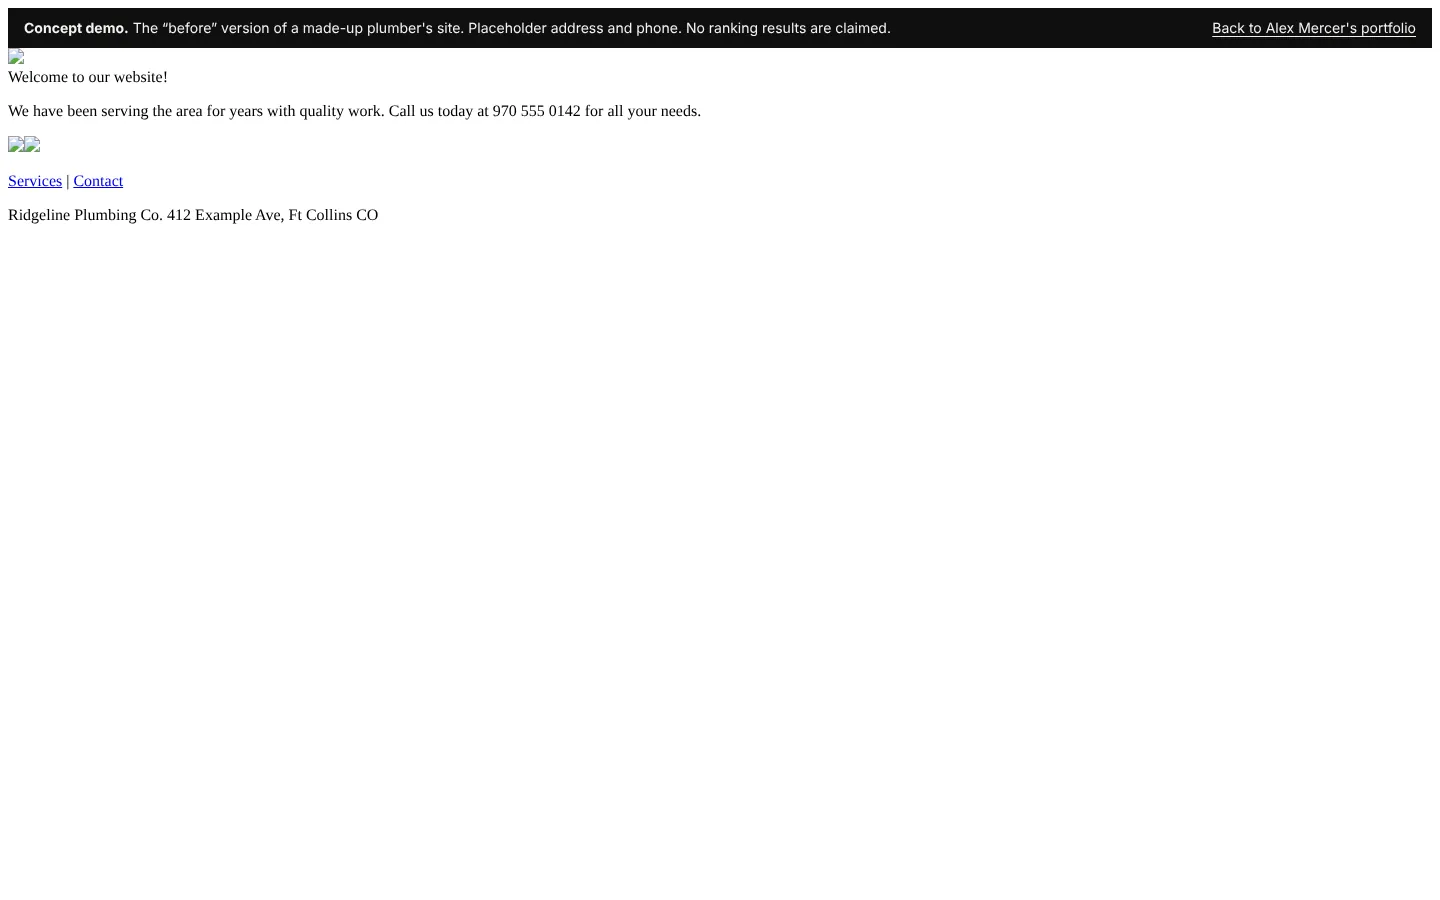 Concept demo. The “before” version of a made-up plumber's site. Placeholder address and phone. No ranking results are claimed. Back to Alex Mercer's portfolio
Welcome to our website!
We have been serving the area for years with quality work. Call us today at 970 555 0142 for all your needs.
Services | Contact
Ridgeline Plumbing Co. 412 Example Ave, Ft Collins CO